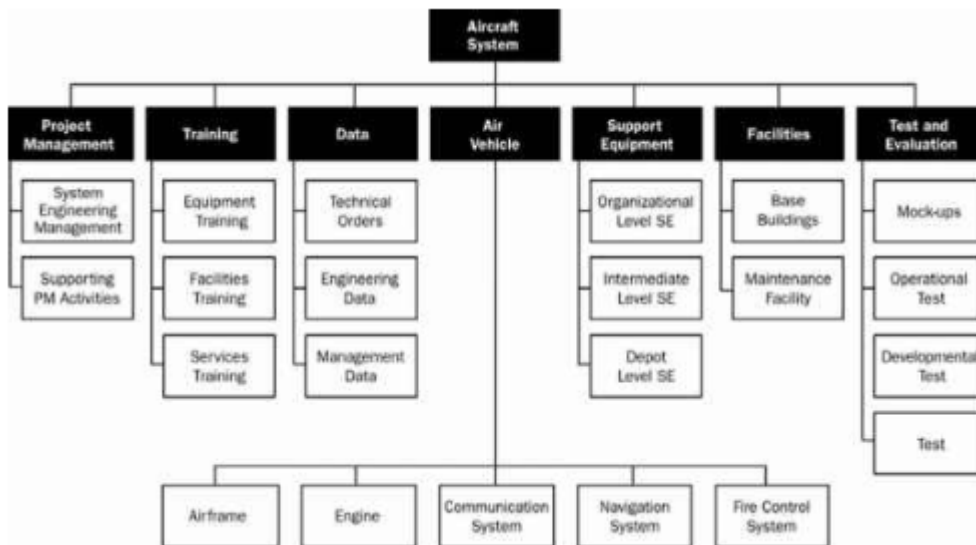 Aircraft
System
Project
Management
Training
Data
Air
Vehicle
Support
Equipment
Facilities
Test and
Evaluation
System
Engineering
Management
Equipment
Training
Technical
Orders
Organizational
Level SE
Base
Buildings
Mock-ups
Supporting
PM Activities
Facilities
Training
Engineering
Data
Intermediate
Level SE
Maintenance
Facility
Operational
Test
Services
Training
Management
Data
Depot
Level SE
Developmental
Test
Test
Airframe
Engine
Communication
System
Navigation
System
Fire Control
System